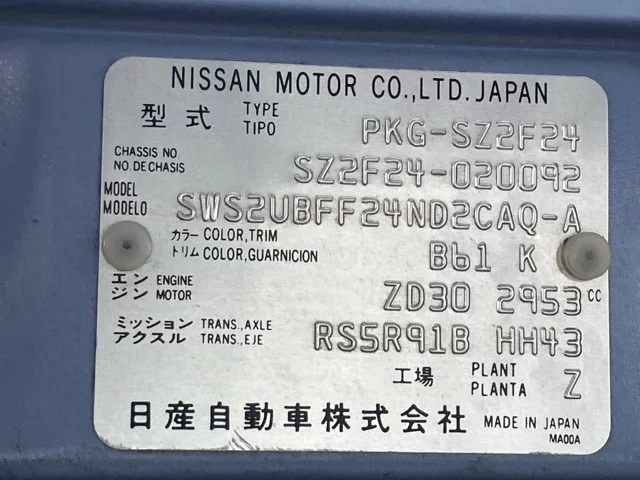 NISSAN MOTOR CO.,LTD. JAPAN
型式 TYPE TIPO PKG-SZ2F24
CHASSIS NO NO DE CHASIS SZ2F24-020092
MODEL MODELO SWS2UBFF24ND2CAQ-A
カラー COLOR,TRIM トリム COLOR,GUARNICION B61 K
エンジン ENGINE MOTOR ZD30 2953cc
ミッション TRANS.,AXLE アクスル TRANS.,EJE RS5R91B HH43
工場 PLANT PLANTA Z
日産自動車株式会社 MADE IN JAPAN
MA00A